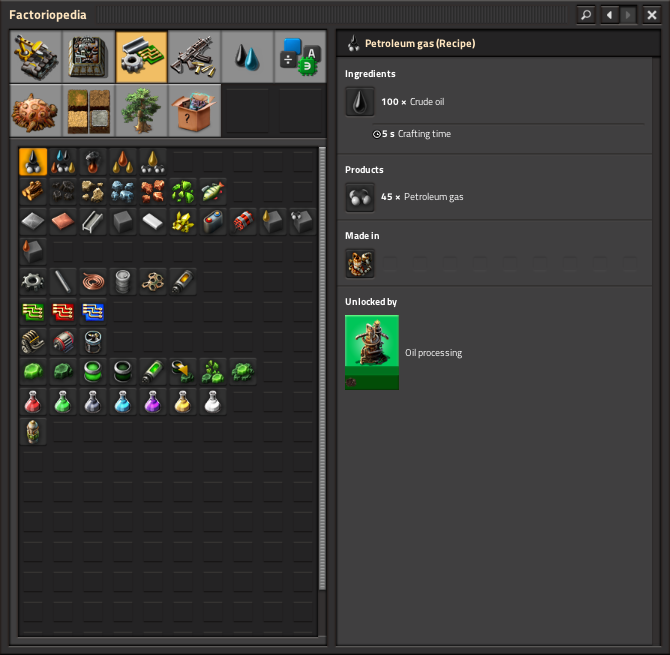 Factoriopedia
Petroleum gas (Recipe)
Ingredients
100 × Crude oil
5 s Crafting time
Products
45 × Petroleum gas
Made in
Unlocked by
Oil processing